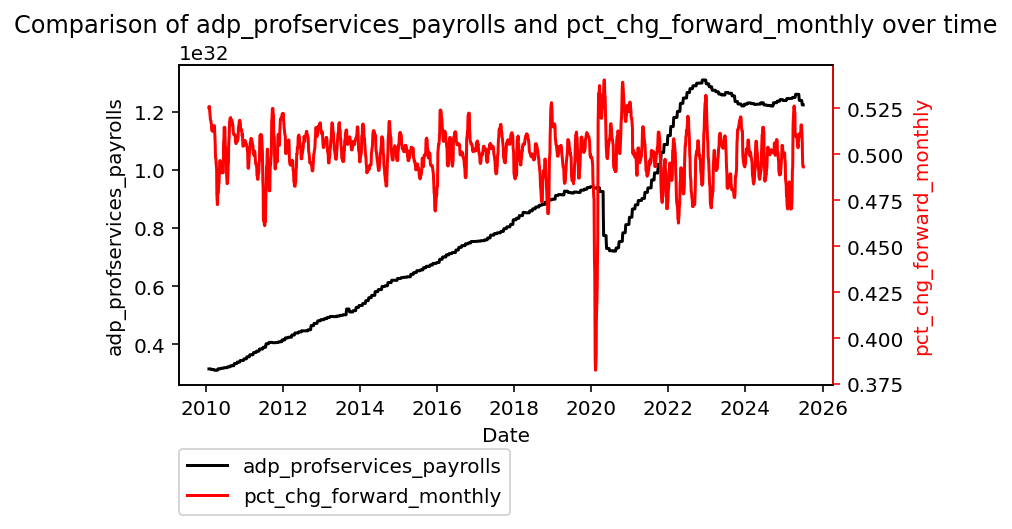 Comparison of adp_profservices_payrolls and pct_chg_forward_monthly over time
1e32
1.2
1.0
0.8
0.6
0.4
adp_profservices_payrolls
0.525
0.500
0.475
0.450
0.425
0.400
0.375
pct_chg_forward_monthly
2010 2012 2014 2016 2018 2020 2022 2024 2026
Date
adp_profservices_payrolls
pct_chg_forward_monthly